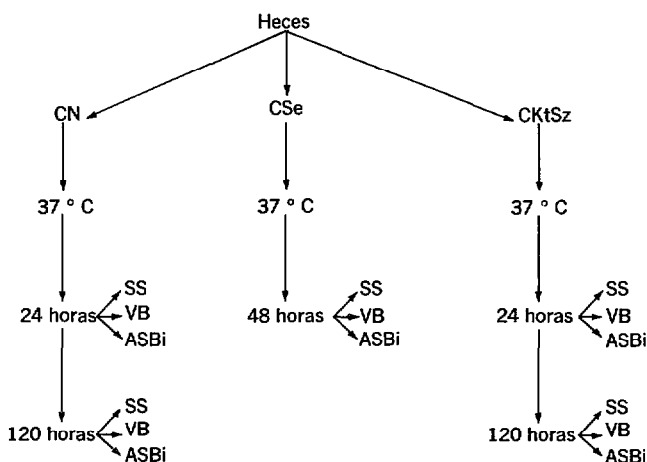 Heces
CN
CSe
CKtSz
37 ° C
37 ° C
37 ° C
24 horas
SS
VB
ASBi
48 horas
SS
VB
ASBi
24 horas
SS
VB
ASBi
120 horas
SS
VB
ASBi
120 horas
SS
VB
ASBi